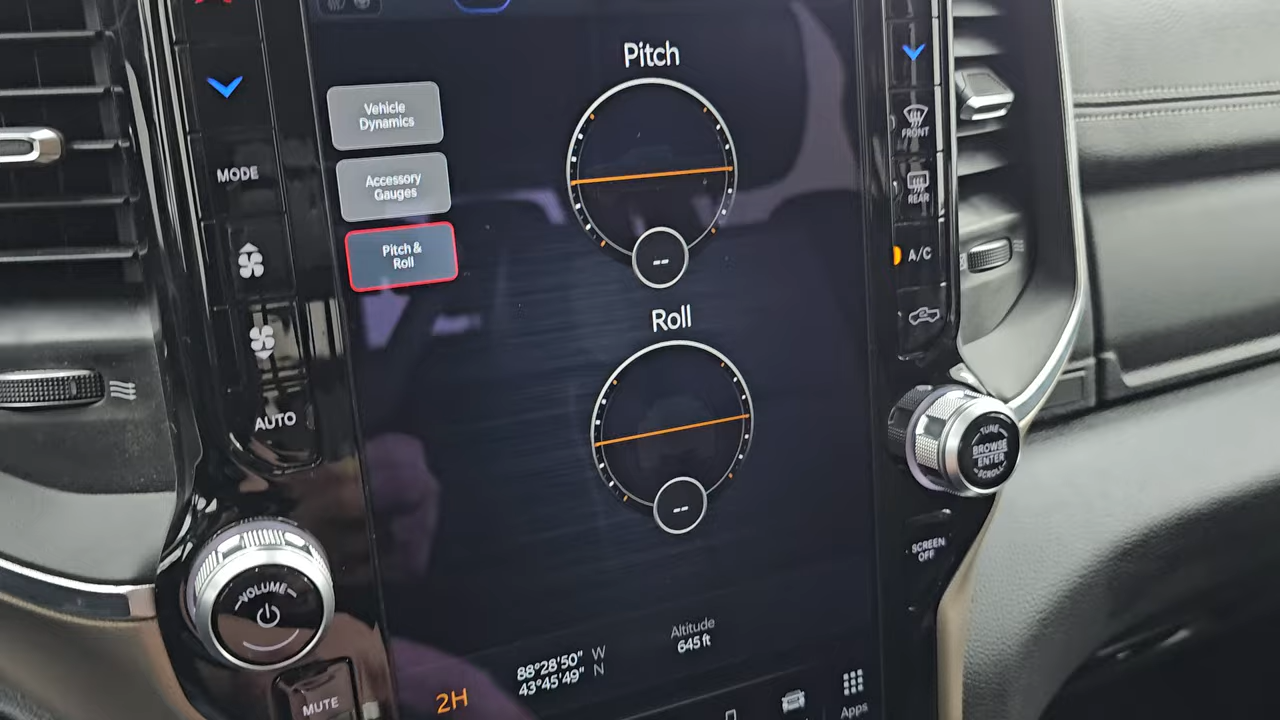 Pitch
Vehicle
Dynamics
MODE
FRONT
Accessory
Gauges
REAR
Pitch &
Roll
--
A/C
Roll
AUTO
TUNE
BROWSE
ENTER
SCROLL
--
SCREEN
OFF
VOLUME
Altitude
645 ft
88°28'50" W
43°45'49" N
2H
MUTE
Apps